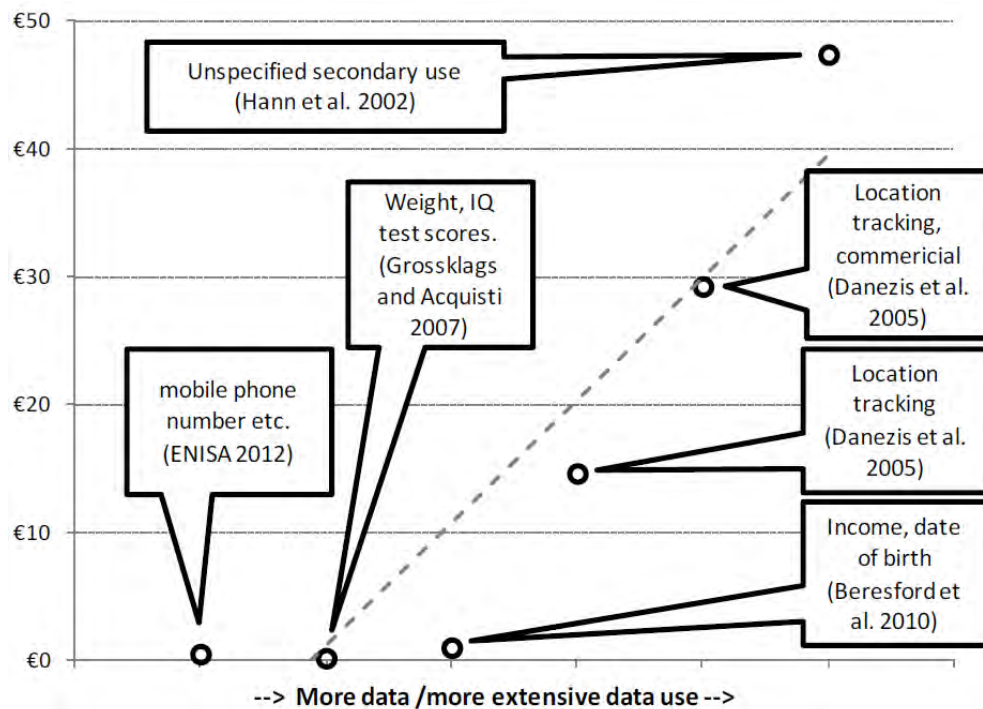 €50
Unspecified secondary use
(Hann et al. 2002)
€40
Weight, IQ
test scores.
(Grossklags
and Acquisti
2007)
Location
tracking,
commericial
(Danezis et al.
2005)
€30
mobile phone
number etc.
(ENISA 2012)
Location
tracking
(Danezis et al.
2005)
€20
€10
Income, date
of birth
(Beresford et
al. 2010)
€0
--> More data /more extensive data use -->